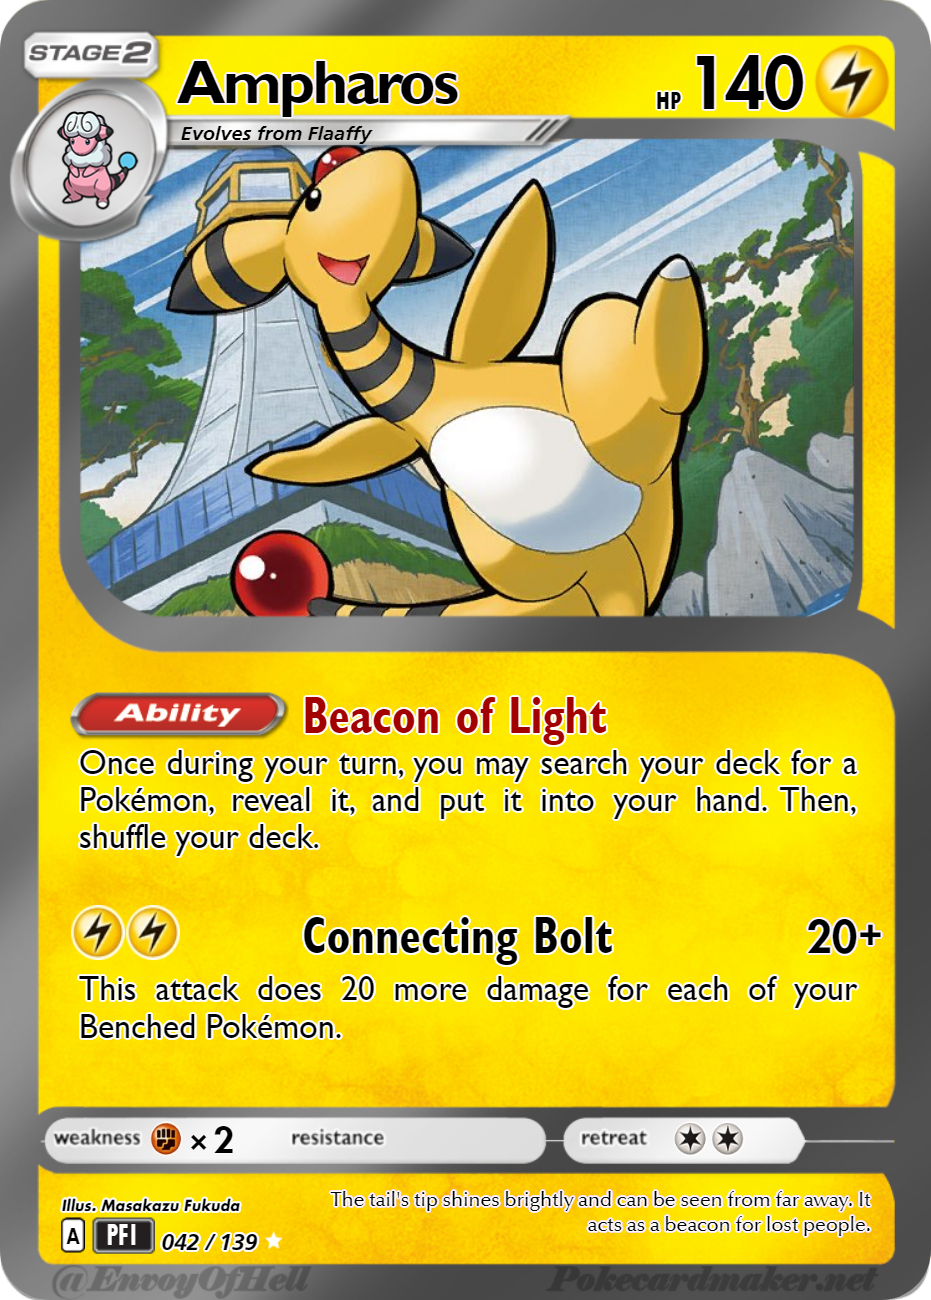 STAGE 2
Ampharos
HP 140
Evolves from Flaaffy
Ability Beacon of Light
Once during your turn, you may search your deck for a
Pokémon, reveal it, and put it into your hand. Then,
shuffle your deck.
Connecting Bolt 20+
This attack does 20 more damage for each of your
Benched Pokémon.
weakness × 2 resistance retreat
Illus. Masakazu Fukuda
The tail's tip shines brightly and can be seen from far away. It
acts as a beacon for lost people.
A PFI 042 / 139
@EnvoyOfHell Pokecardmaker.net